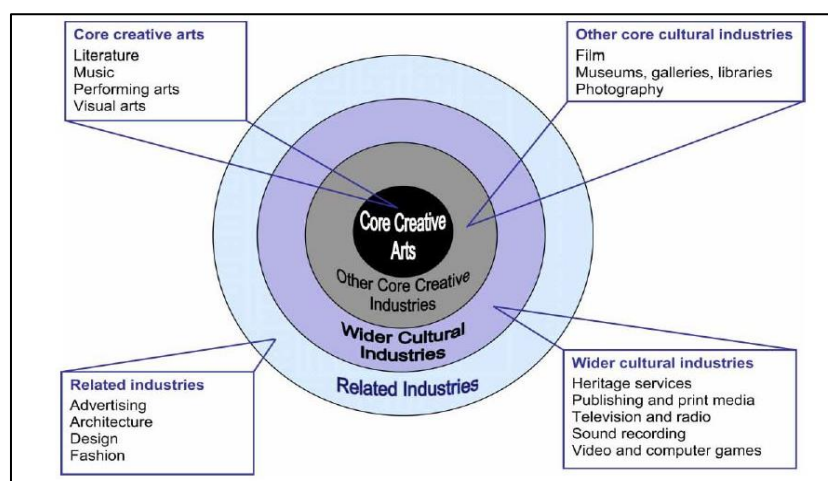 Core creative arts
Literature
Music
Performing arts
Visual arts
Other core cultural industries
Film
Museums, galleries, libraries
Photography
Core Creative
Arts
Other Core Creative
Industries
Wider Cultural
Industries
Related Industries
Related industries
Advertising
Architecture
Design
Fashion
Wider cultural industries
Heritage services
Publishing and print media
Television and radio
Sound recording
Video and computer games